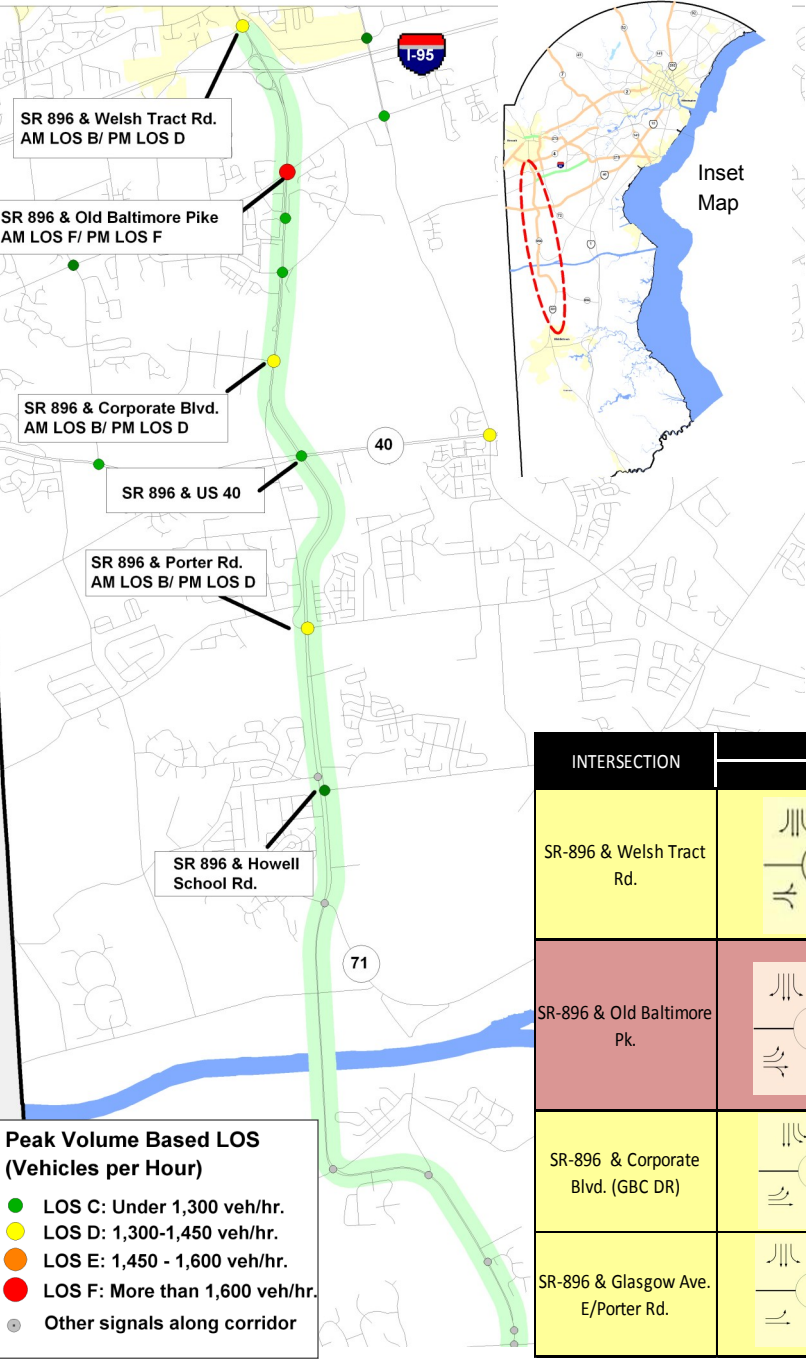 I-95
SR 896 & Welsh Tract Rd.
AM LOS B/ PM LOS D
SR 896 & Old Baltimore Pike
AM LOS F/ PM LOS F
Inset
Map
SR 896 & Corporate Blvd.
AM LOS B/ PM LOS D
40
SR 896 & US 40
SR 896 & Porter Rd.
AM LOS B/ PM LOS D
SR 896 & Howell
School Rd.
71
INTERSECTION
SR-896 & Welsh Tract
Rd.
SR-896 & Old Baltimore
Pk.
SR-896 & Corporate
Blvd. (GBC DR)
SR-896 & Glasgow Ave.
E/Porter Rd.
Peak Volume Based LOS
(Vehicles per Hour)
LOS C: Under 1,300 veh/hr.
LOS D: 1,300-1,450 veh/hr.
LOS E: 1,450 - 1,600 veh/hr.
LOS F: More than 1,600 veh/hr.
Other signals along corridor